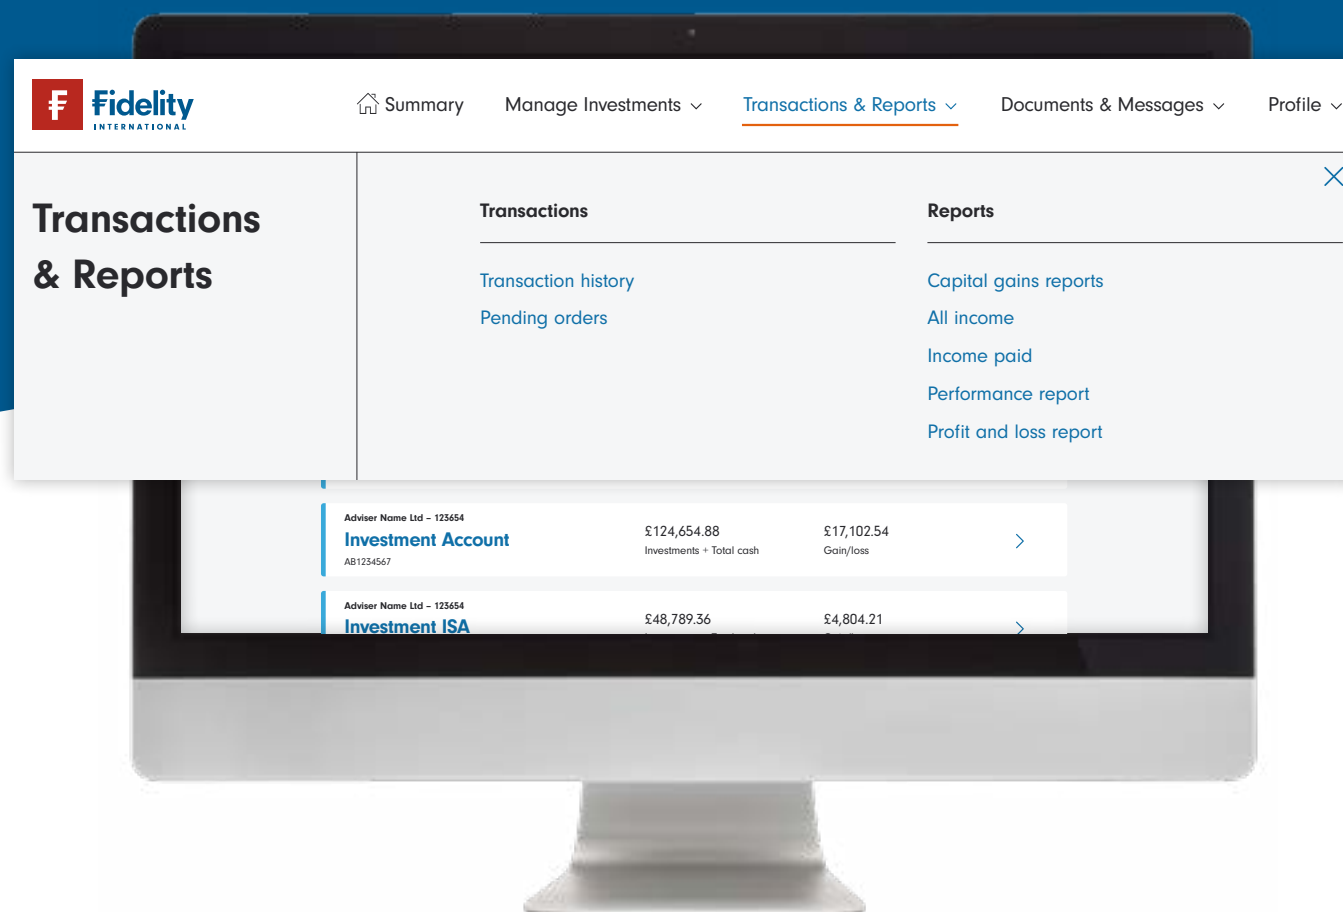 Fidelity
INTERNATIONAL
Summary
Manage Investments
Transactions & Reports
Documents & Messages
Profile
Transactions
& Reports
Transactions
Transaction history
Pending orders
Reports
Capital gains reports
All income
Income paid
Performance report
Profit and loss report
Adviser Name Ltd – 123654
Investment Account
AB1234567
£124,654.88
Investments + Total cash
£17,102.54
Gain/loss
Adviser Name Ltd – 123654
Investment ISA
£48,789.36
£4,804.21